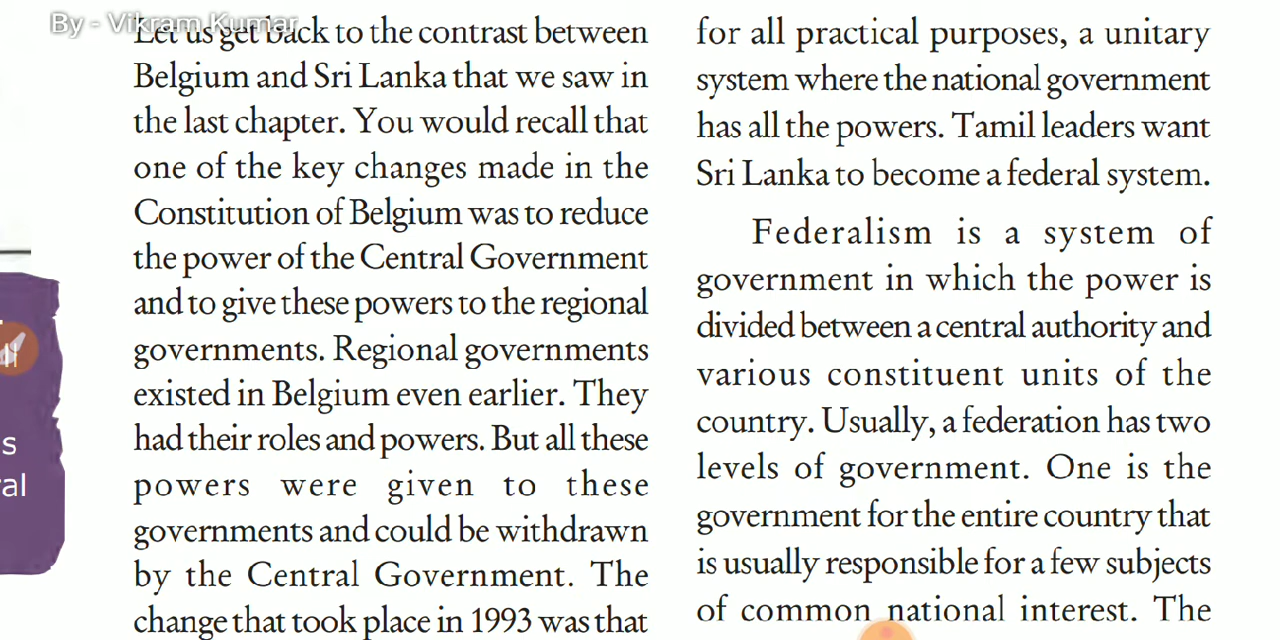 By - Vikram Kumar
Let us get back to the contrast between
Belgium and Sri Lanka that we saw in
the last chapter. You would recall that
one of the key changes made in the
Constitution of Belgium was to reduce
the power of the Central Government
and to give these powers to the regional
governments. Regional governments
existed in Belgium even earlier. They
had their roles and powers. But all these
powers were given to these
governments and could be withdrawn
by the Central Government. The
change that took place in 1993 was that
for all practical purposes, a unitary
system where the national government
has all the powers. Tamil leaders want
Sri Lanka to become a federal system.
Federalism is a system of
government in which the power is
divided between a central authority and
various constituent units of the
country. Usually, a federation has two
levels of government. One is the
government for the entire country that
is usually responsible for a few subjects
of common national interest. The